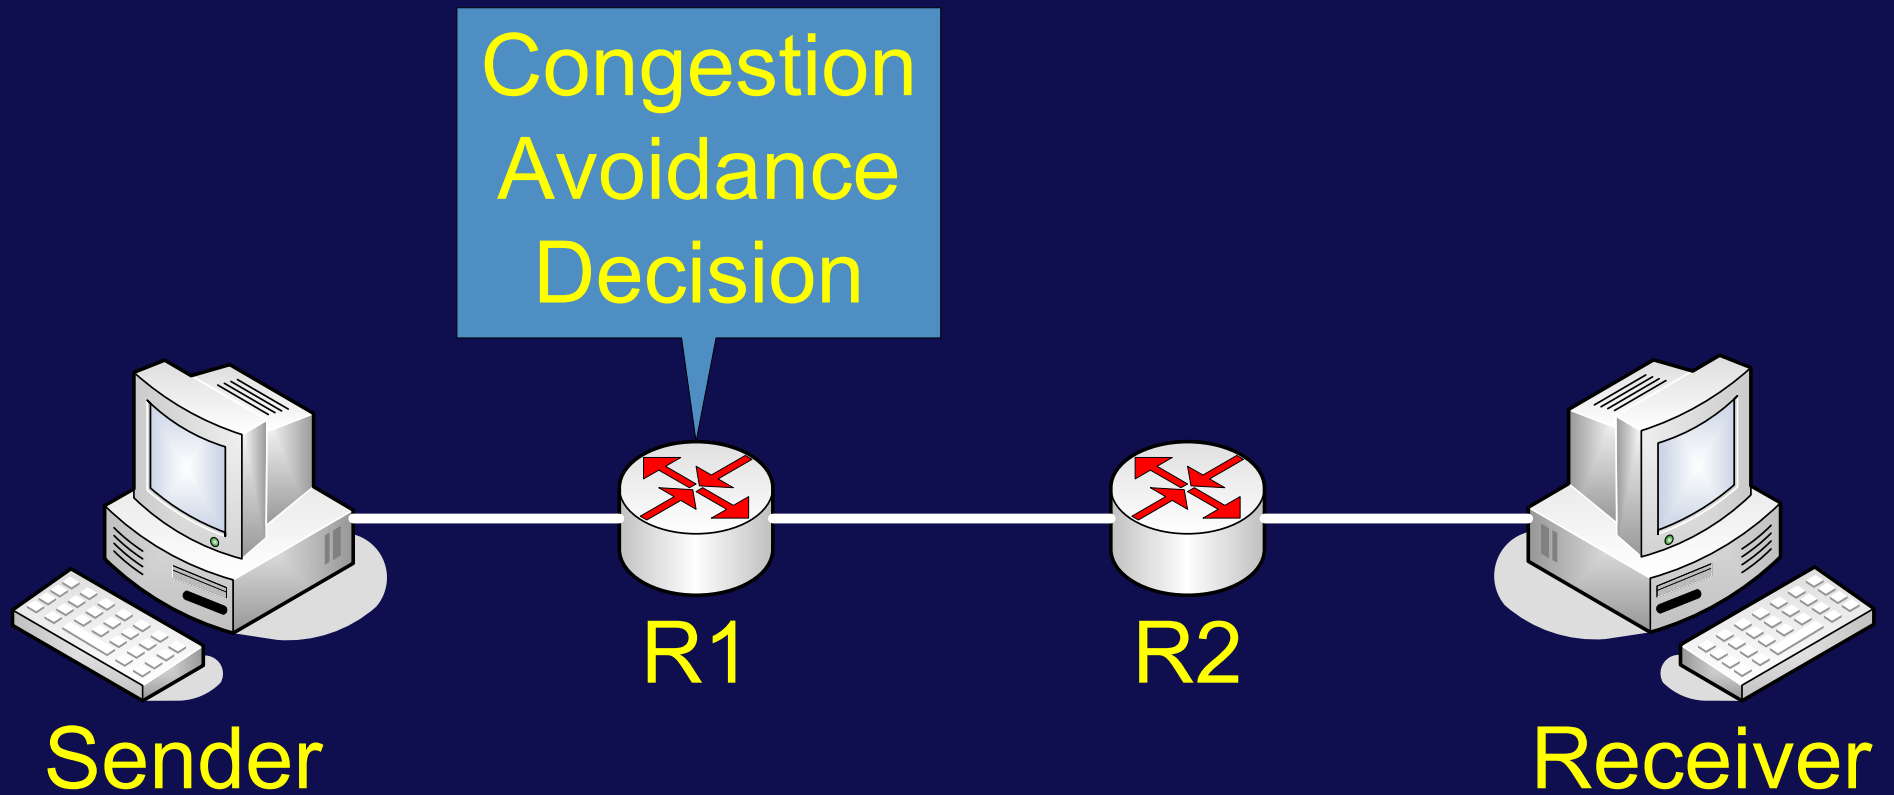 Congestion
Avoidance
Decision
R1
R2
Sender
Receiver